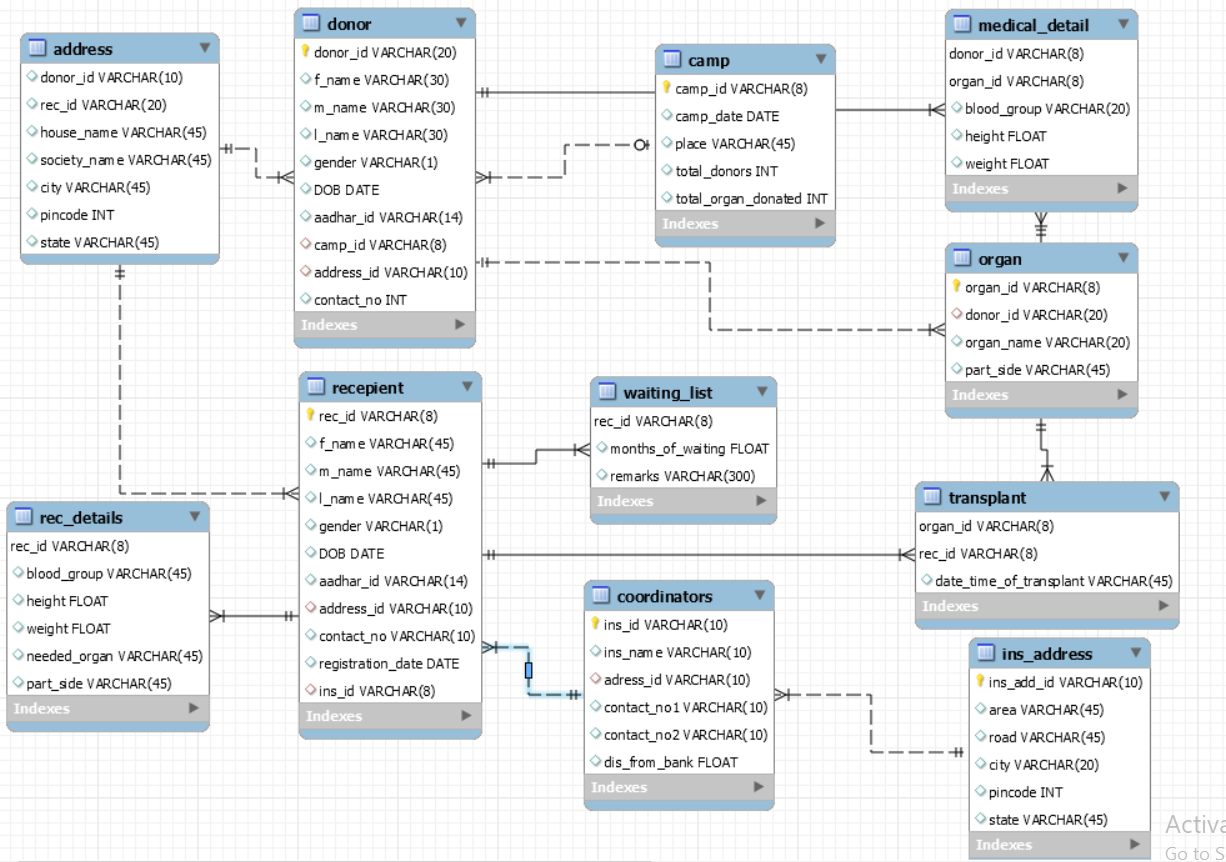 address
donor_id VARCHAR(10)
rec_id VARCHAR(20)
house_name VARCHAR(45)
society_name VARCHAR(45)
city VARCHAR(45)
pincode INT
state VARCHAR(45)
donor
donor_id VARCHAR(20)
f_name VARCHAR(30)
m_name VARCHAR(30)
l_name VARCHAR(30)
gender VARCHAR(1)
DOB DATE
aadhar_id VARCHAR(14)
camp_id VARCHAR(8)
address_id VARCHAR(10)
contact_no INT
Indexes
camp
camp_id VARCHAR(8)
camp_date DATE
place VARCHAR(45)
total_donors INT
total_organ_donated INT
Indexes
medical_detail
donor_id VARCHAR(8)
organ_id VARCHAR(8)
blood_group VARCHAR(20)
height FLOAT
weight FLOAT
Indexes
organ
organ_id VARCHAR(8)
donor_id VARCHAR(20)
organ_name VARCHAR(20)
part_side VARCHAR(45)
Indexes
recepient
rec_id VARCHAR(8)
f_name VARCHAR(45)
m_name VARCHAR(45)
l_name VARCHAR(45)
gender VARCHAR(1)
DOB DATE
aadhar_id VARCHAR(14)
address_id VARCHAR(10)
contact_no VARCHAR(10)
registration_date DATE
ins_id VARCHAR(8)
Indexes
waiting_list
rec_id VARCHAR(8)
months_of_waiting FLOAT
remarks VARCHAR(300)
Indexes
transplant
organ_id VARCHAR(8)
rec_id VARCHAR(8)
date_time_of_transplant VARCHAR(45)
Indexes
rec_details
rec_id VARCHAR(8)
blood_group VARCHAR(45)
height FLOAT
weight FLOAT
needed_organ VARCHAR(45)
part_side VARCHAR(45)
Indexes
coordinators
ins_id VARCHAR(10)
ins_name VARCHAR(10)
adress_id VARCHAR(10)
contact_no1 VARCHAR(10)
contact_no2 VARCHAR(10)
dis_from_bank FLOAT
Indexes
ins_address
ins_add_id VARCHAR(10)
area VARCHAR(45)
road VARCHAR(45)
city VARCHAR(20)
pincode INT
state VARCHAR(45)
Indexes
Activa
Go to S